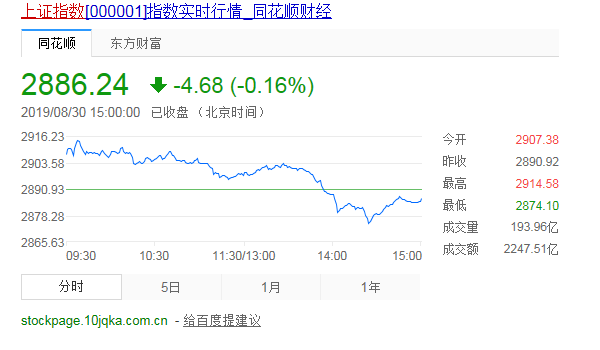 上证指数[000001]指数实时行情_同花顺财经
同花顺 东方财富
2886.24 -4.68 (-0.16%)
2019/08/30 15:00:00 已收盘 （北京时间）
2916.23
2903.58
2890.93
2878.28
2865.63
09:30 10:30 11:30/13:00 14:00 15:00
今开 2907.38
昨收 2890.92
最高 2914.58
最低 2874.10
成交量 193.96亿
成交额 2247.51亿
分时 5日 1月 1年
stockpage.10jqka.com.cn - 给百度提建议